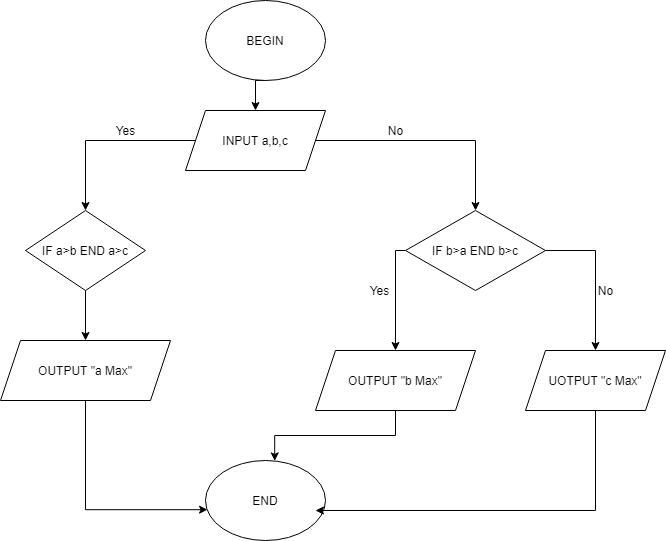 BEGIN
Yes
INPUT a,b,c
No
IF a>b END a>c
IF b>a END b>c
Yes
No
OUTPUT "a Max"
OUTPUT "b Max"
UOTPUT "c Max"
END